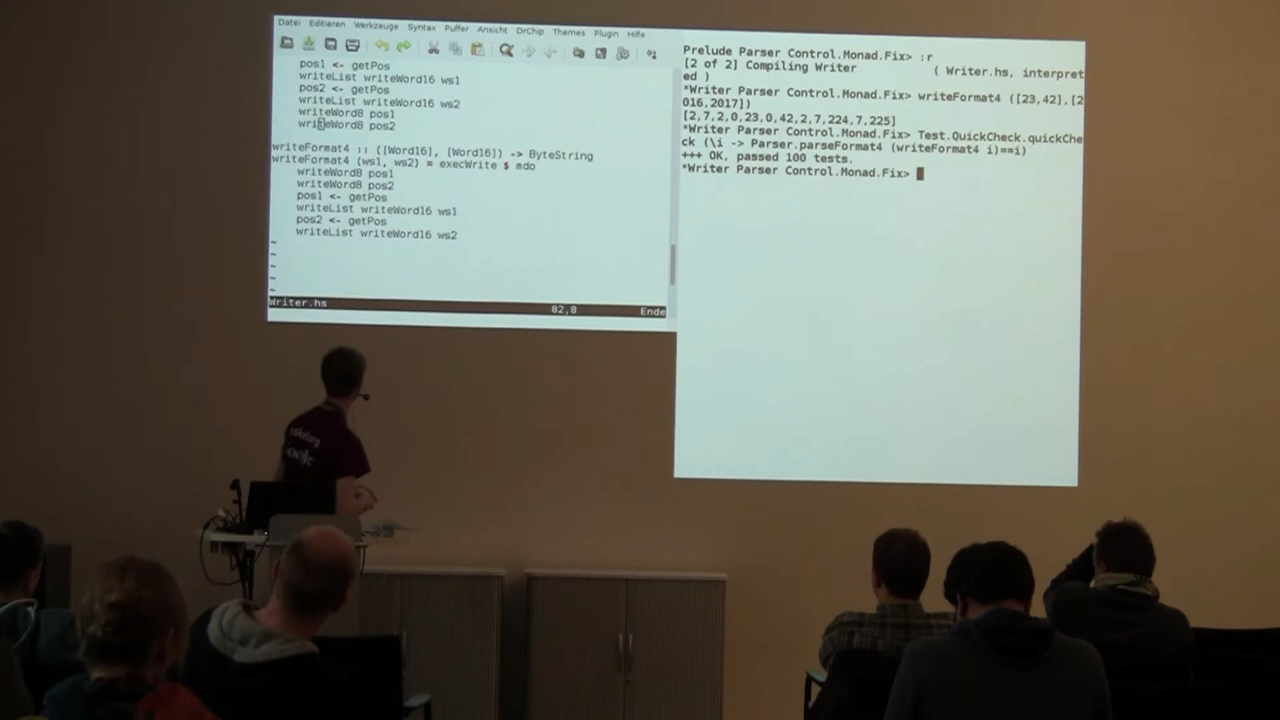 Datei Editieren Werkzeuge Syntax Puffer Ansicht DrChip Themes Plugin Hilfe
pos1 <- getPos
writeList writeWord16 ws1
pos2 <- getPos
writeList writeWord16 ws2
writeWord8 pos1
writeWord8 pos2
writeFormat4 :: ([Word16], [Word16]) -> ByteString
writeFormat4 (ws1, ws2) = execWrite $ mdo
writeWord8 pos1
writeWord8 pos2
pos1 <- getPos
writeList writeWord16 ws1
pos2 <- getPos
writeList writeWord16 ws2
~
~
~
~
~
Writer.hs 82,8 Ende
Prelude Parser Control.Monad.Fix> :r
[2 of 2] Compiling Writer ( Writer.hs, interpret
ed )
*Writer Parser Control.Monad.Fix> writeFormat4 ([23,42],[2
016,2017])
[2,7,2,0,23,0,42,2,7,224,7,225]
*Writer Parser Control.Monad.Fix> Test.QuickCheck.quickChe
ck (\i -> Parser.parseFormat4 (writeFormat4 i)==i)
+++ OK, passed 100 tests.
*Writer Parser Control.Monad.Fix>